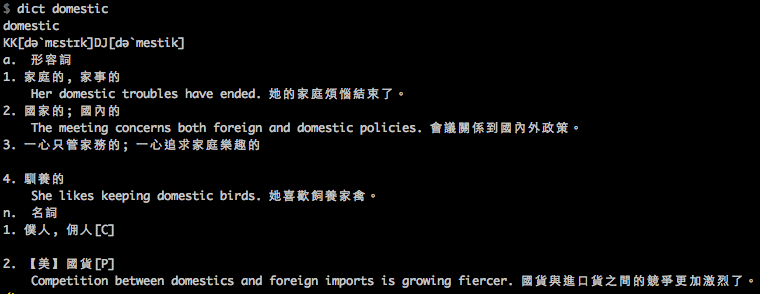 $ dict domestic
domestic
KK[də`mɛstɪk]DJ[də`mestik]
a. 形容詞
1. 家庭的, 家事的
Her domestic troubles have ended. 她的家庭煩惱結束了。
2. 國家的; 國內的
The meeting concerns both foreign and domestic policies. 會議關係到國內外政策。
3. 一心只管家務的; 一心追求家庭樂趣的
4. 馴養的
She likes keeping domestic birds. 她喜歡飼養家禽。
n. 名詞
1. 僕人, 佣人[C]
2. 【美】國貨[P]
Competition between domestics and foreign imports is growing fiercer. 國貨與進口貨之間的競爭更加激烈了。